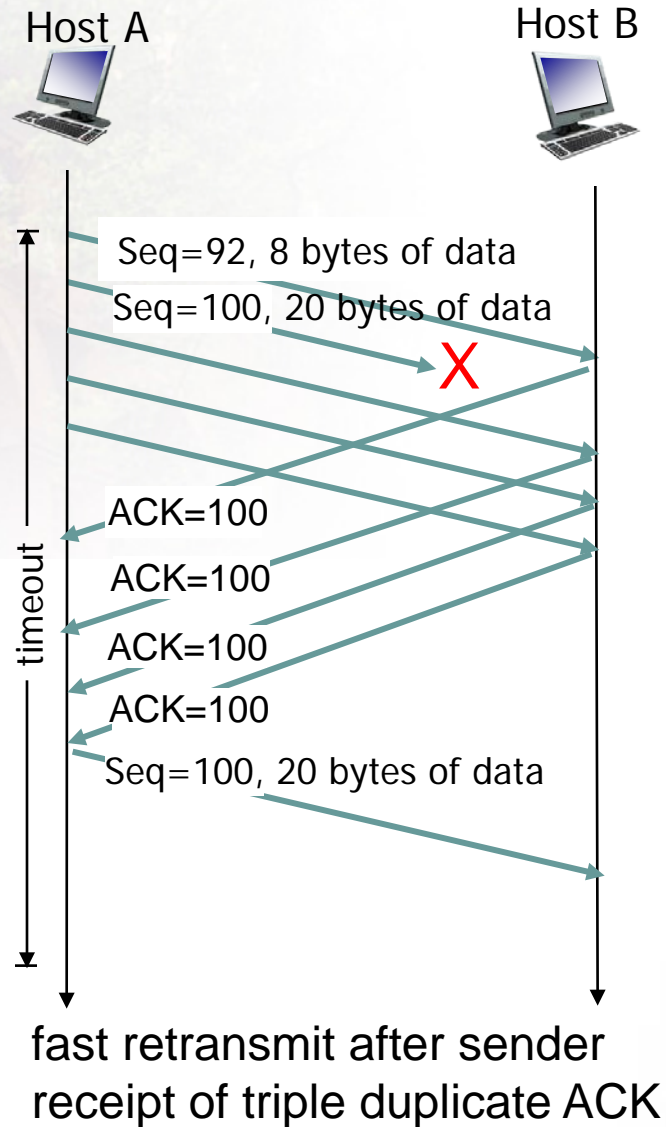 Host A
Host B
Seq=92, 8 bytes of data
Seq=100, 20 bytes of data
X
ACK=100
timeout
ACK=100
ACK=100
ACK=100
Seq=100, 20 bytes of data
fast retransmit after sender
receipt of triple duplicate ACK